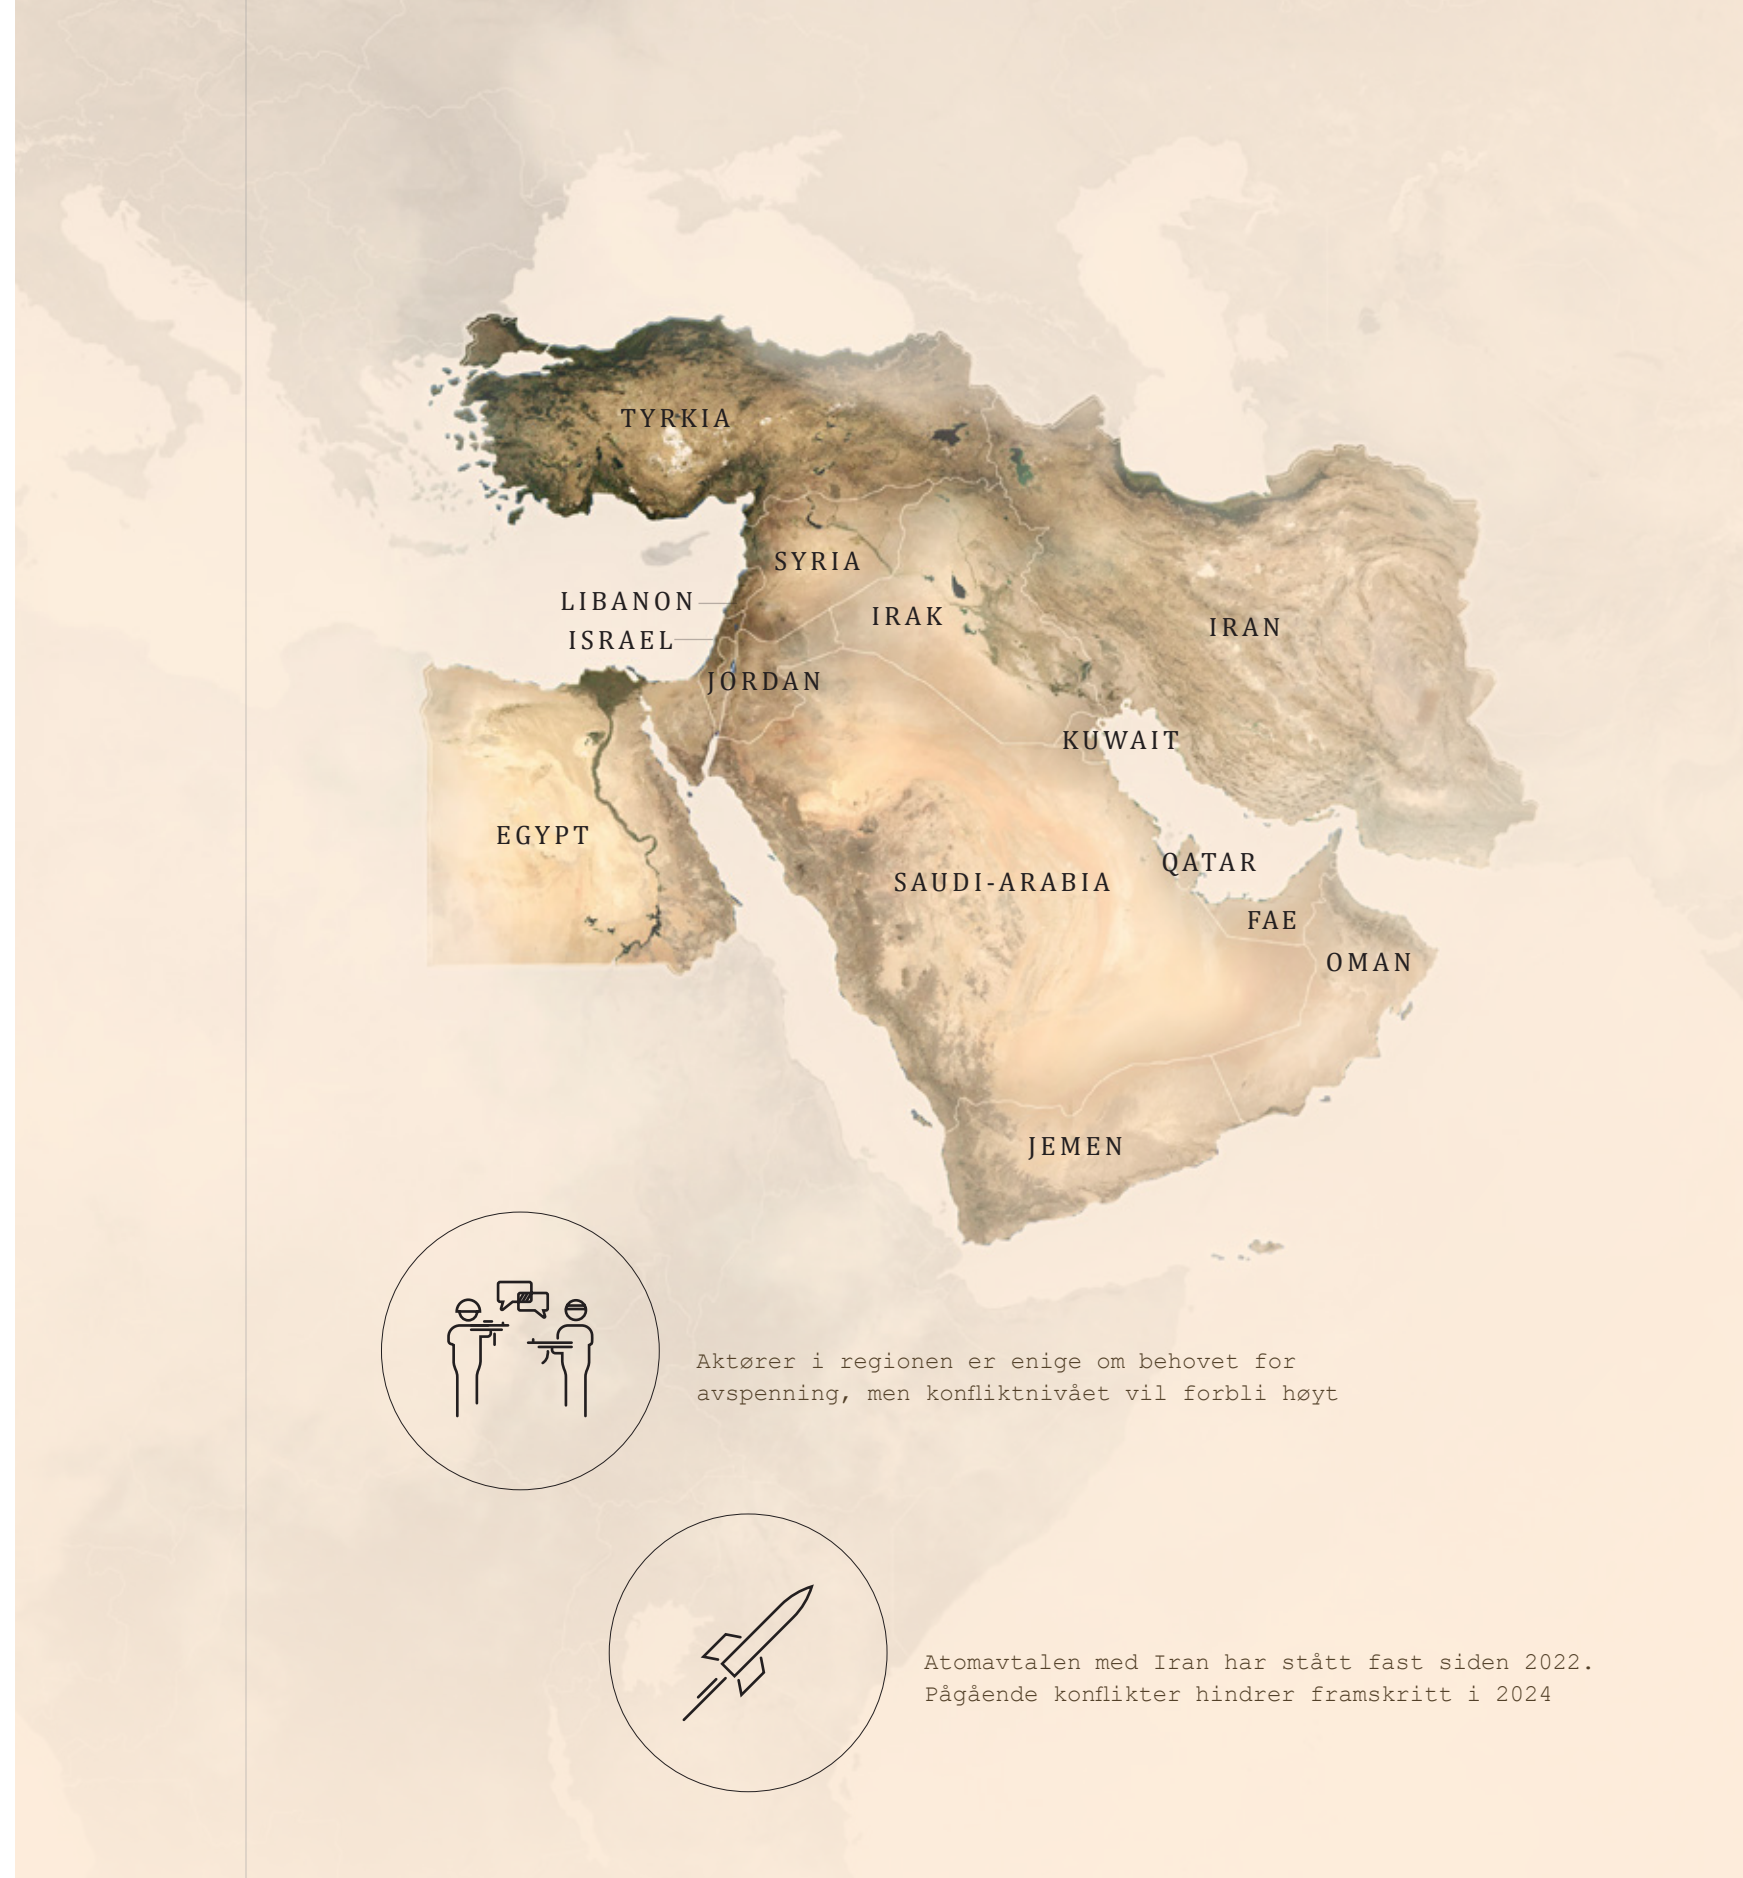 TYRKIA
SYRIA
LIBANON
IRAK
IRAN
ISRAEL
JORDAN
KUWAIT
EGYPT
QATAR
SAUDI-ARABIA
FAE
OMAN
JEMEN
Aktører i regionen er enige om behovet for
avspenning, men konfliktnivået vil forbli høyt
Atomavtalen med Iran har stått fast siden 2022.
Pågående konflikter hindrer framskritt i 2024